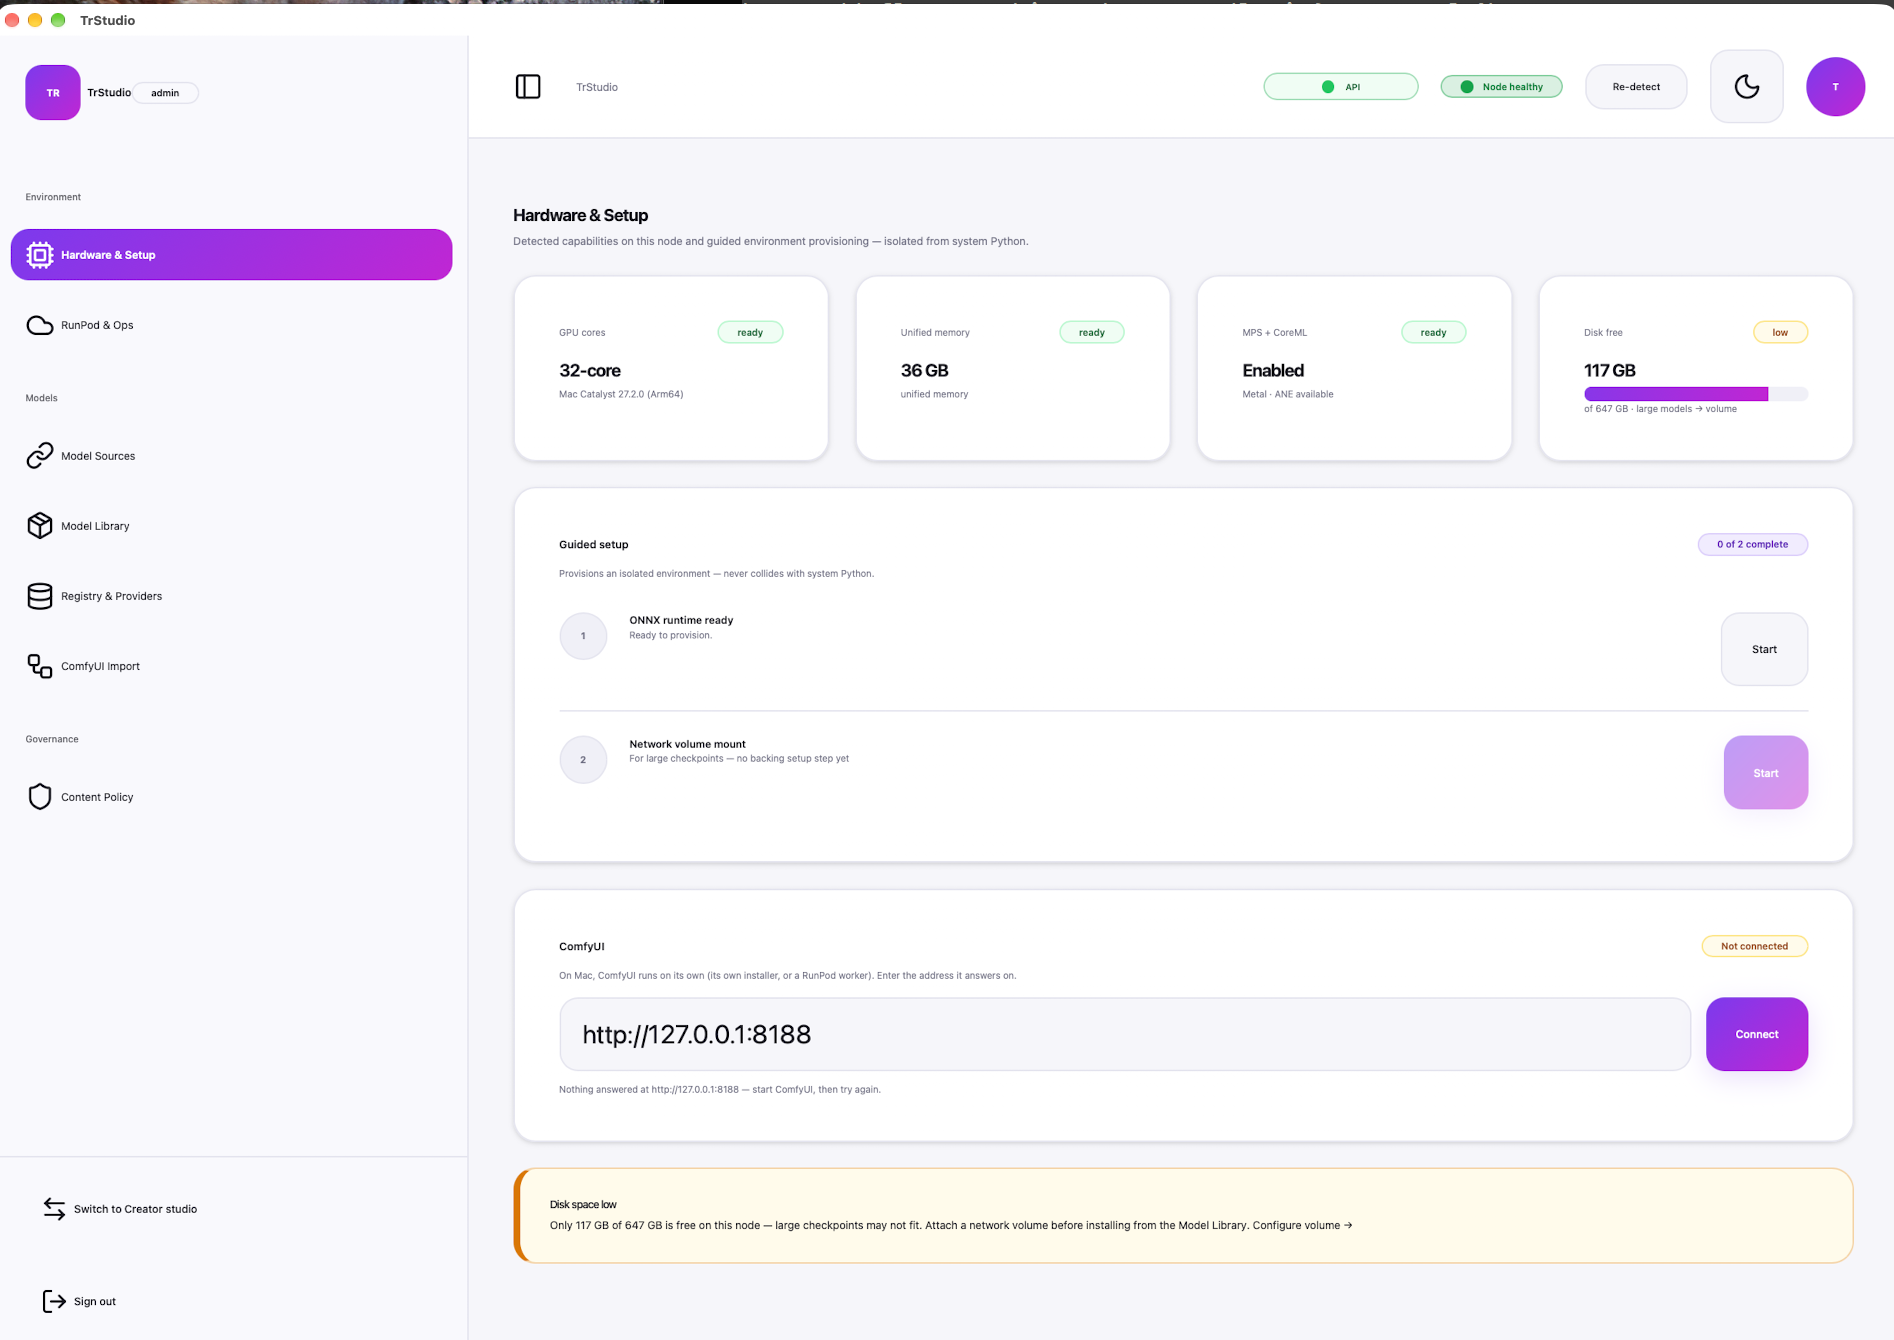 TrStudio
TR
TrStudio
admin
TrStudio
API
Node healthy
Re-detect
T
Environment
Hardware & Setup
RunPod & Ops
Models
Model Sources
Model Library
Registry & Providers
ComfyUI Import
Governance
Content Policy
Switch to Creator studio
Sign out
Hardware & Setup
Detected capabilities on this node and guided environment provisioning — isolated from system Python.
GPU cores
ready
32-core
Mac Catalyst 27.2.0 (Arm64)
Unified memory
ready
36 GB
unified memory
MPS + CoreML
ready
Enabled
Metal · ANE available
Disk free
low
117 GB
of 647 GB · large models → volume
Guided setup
0 of 2 complete
Provisions an isolated environment — never collides with system Python.
1
ONNX runtime ready
Ready to provision.
Start
2
Network volume mount
For large checkpoints — no backing setup step yet
Start
ComfyUI
Not connected
On Mac, ComfyUI runs on its own (its own installer, or a RunPod worker). Enter the address it answers on.
http://127.0.0.1:8188
Connect
Nothing answered at http://127.0.0.1:8188 — start ComfyUI, then try again.
Disk space low
Only 117 GB of 647 GB is free on this node — large checkpoints may not fit. Attach a network volume before installing from the Model Library. Configure volume →